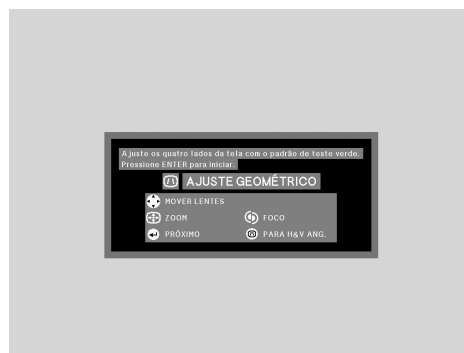 Ajuste os quatro lados da tela com o padrão de teste verde.
Pressione ENTER para iniciar.
AJUSTE GEOMÉTRICO
MOVER LENTES
ZOOM FOCO
PRÓXIMO PARA H&V ANG.